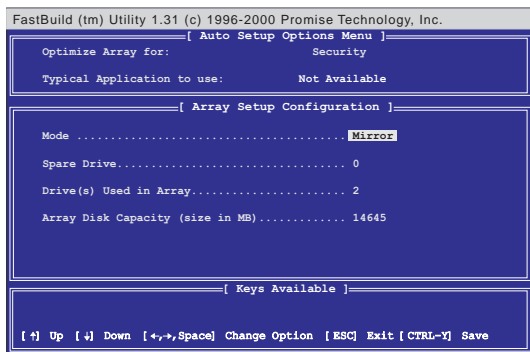 FastBuild (tm) Utility 1.31 (c) 1996-2000 Promise Technology, Inc.
[ Auto Setup Options Menu ]
Optimize Array for: Security
Typical Application to use: Not Available
[ Array Setup Configuration ]
Mode ....................................... Mirror
Spare Drive................................. 0
Drive(s) Used in Array...................... 2
Array Disk Capacity (size in MB)............ 14645
[ Keys Available ]
[↑] Up [↓] Down [←,→,Space] Change Option [ESC] Exit [CTRL-Y] Save